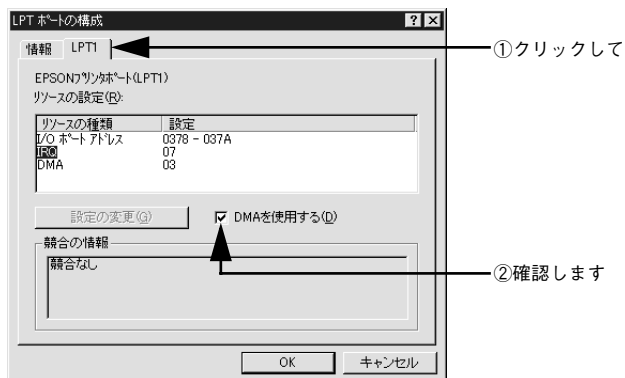 LPT ポートの構成
情報 LPT1
①クリックして
EPSONプリンタポート(LPT1)
リソースの設定(R):
リソースの種類 設定
I/O ポート アドレス 0378 - 037A
IRQ 07
DMA 03
設定の変更(G) DMAを使用する(D)
競合の情報
競合なし
②確認します
OK キャンセル